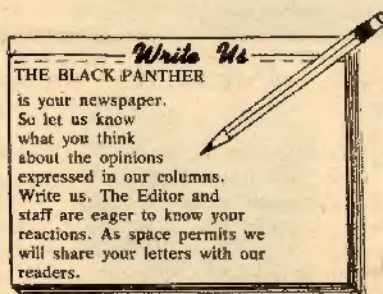 Write Us
THE BLACK PANTHER
is your newspaper.
So let us know
what you think
about the opinions
expressed in our columns.
Write us. The Editor and
staff are eager to know your
reactions. As space permits we
will share your letters with our
readers.